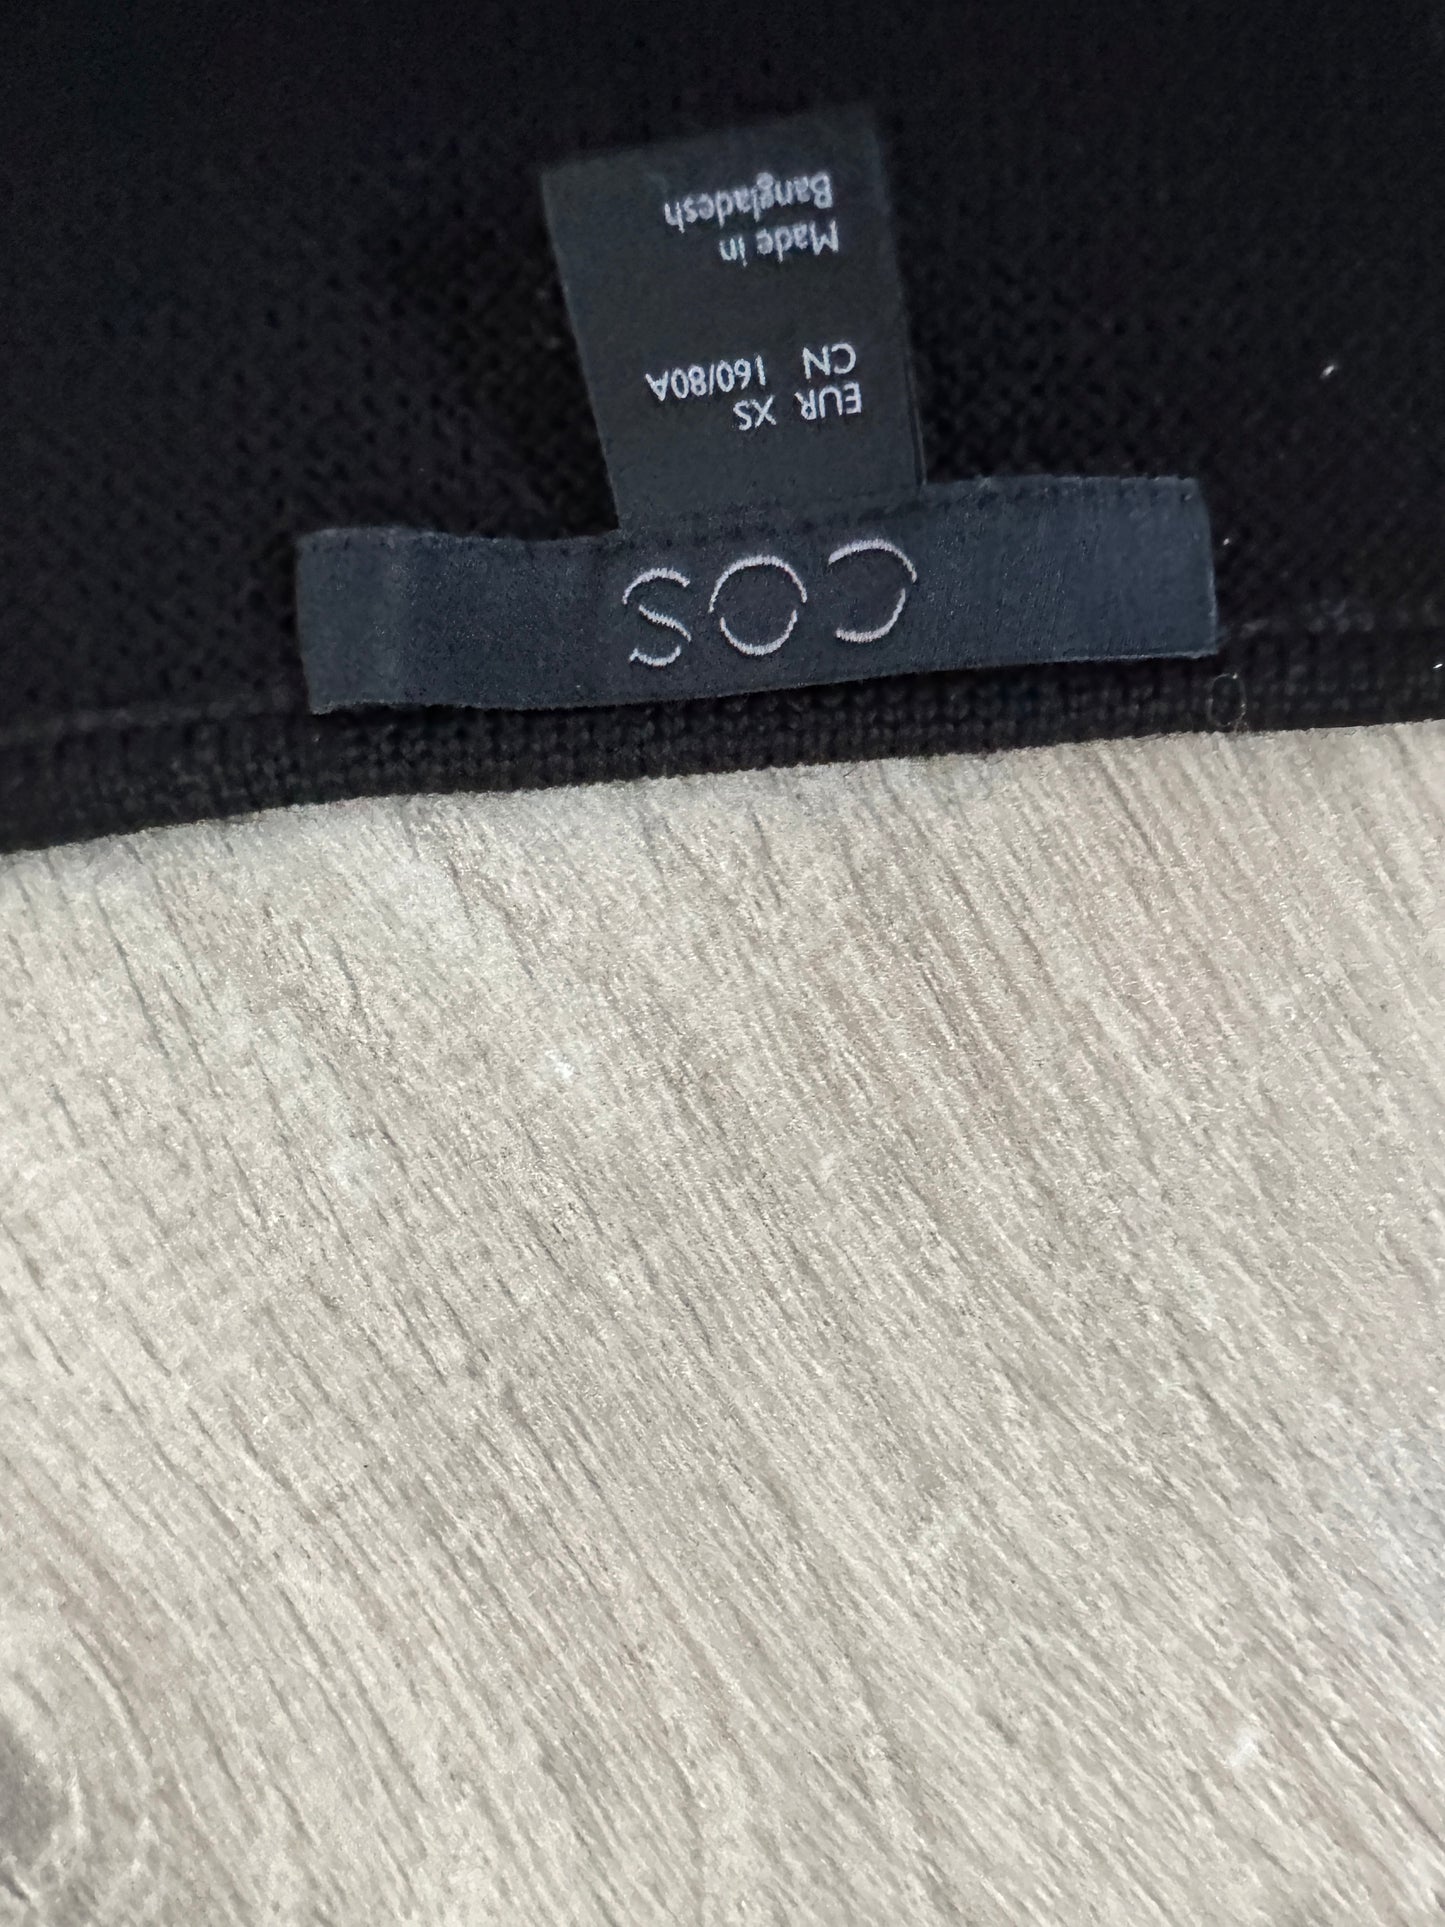 COS
EUR XS
CN 160/80A
Made in
Bangladesh